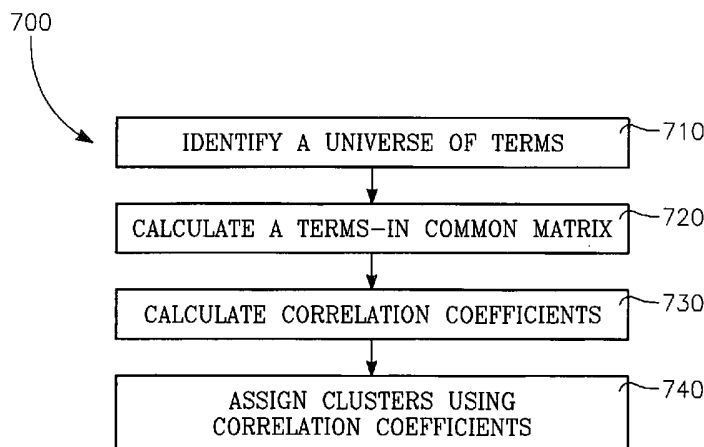 700
IDENTIFY A UNIVERSE OF TERMS
710
CALCULATE A TERMS-IN COMMON MATRIX
720
CALCULATE CORRELATION COEFFICIENTS
730
ASSIGN CLUSTERS USING
CORRELATION COEFFICIENTS
740